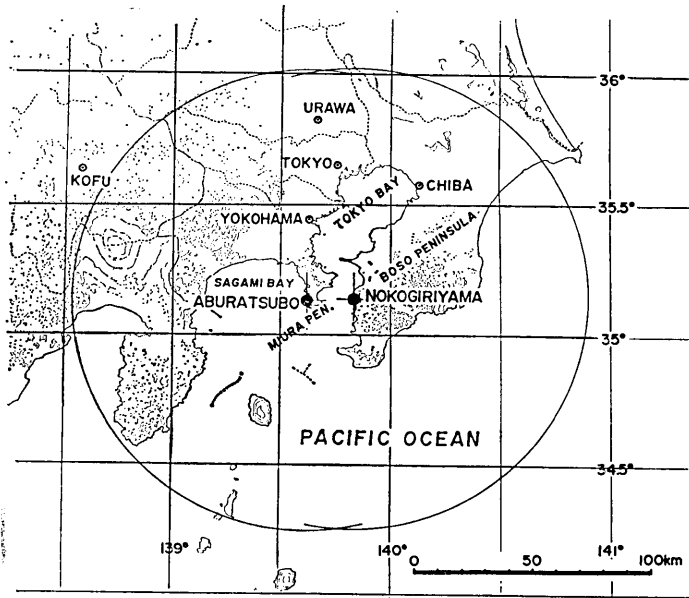 36°
URAWA
TOKYO
KOFU
CHIBA
TOKYO BAY
35.5°
YOKOHAMA
BOSO PENINSULA.
SAGAMI BAY
ABURATSUBO
NOKOGIRIYAMA
MIURA PEN.
35°
PACIFIC OCEAN
34.5°
139°
140°
141°
0 50 100km